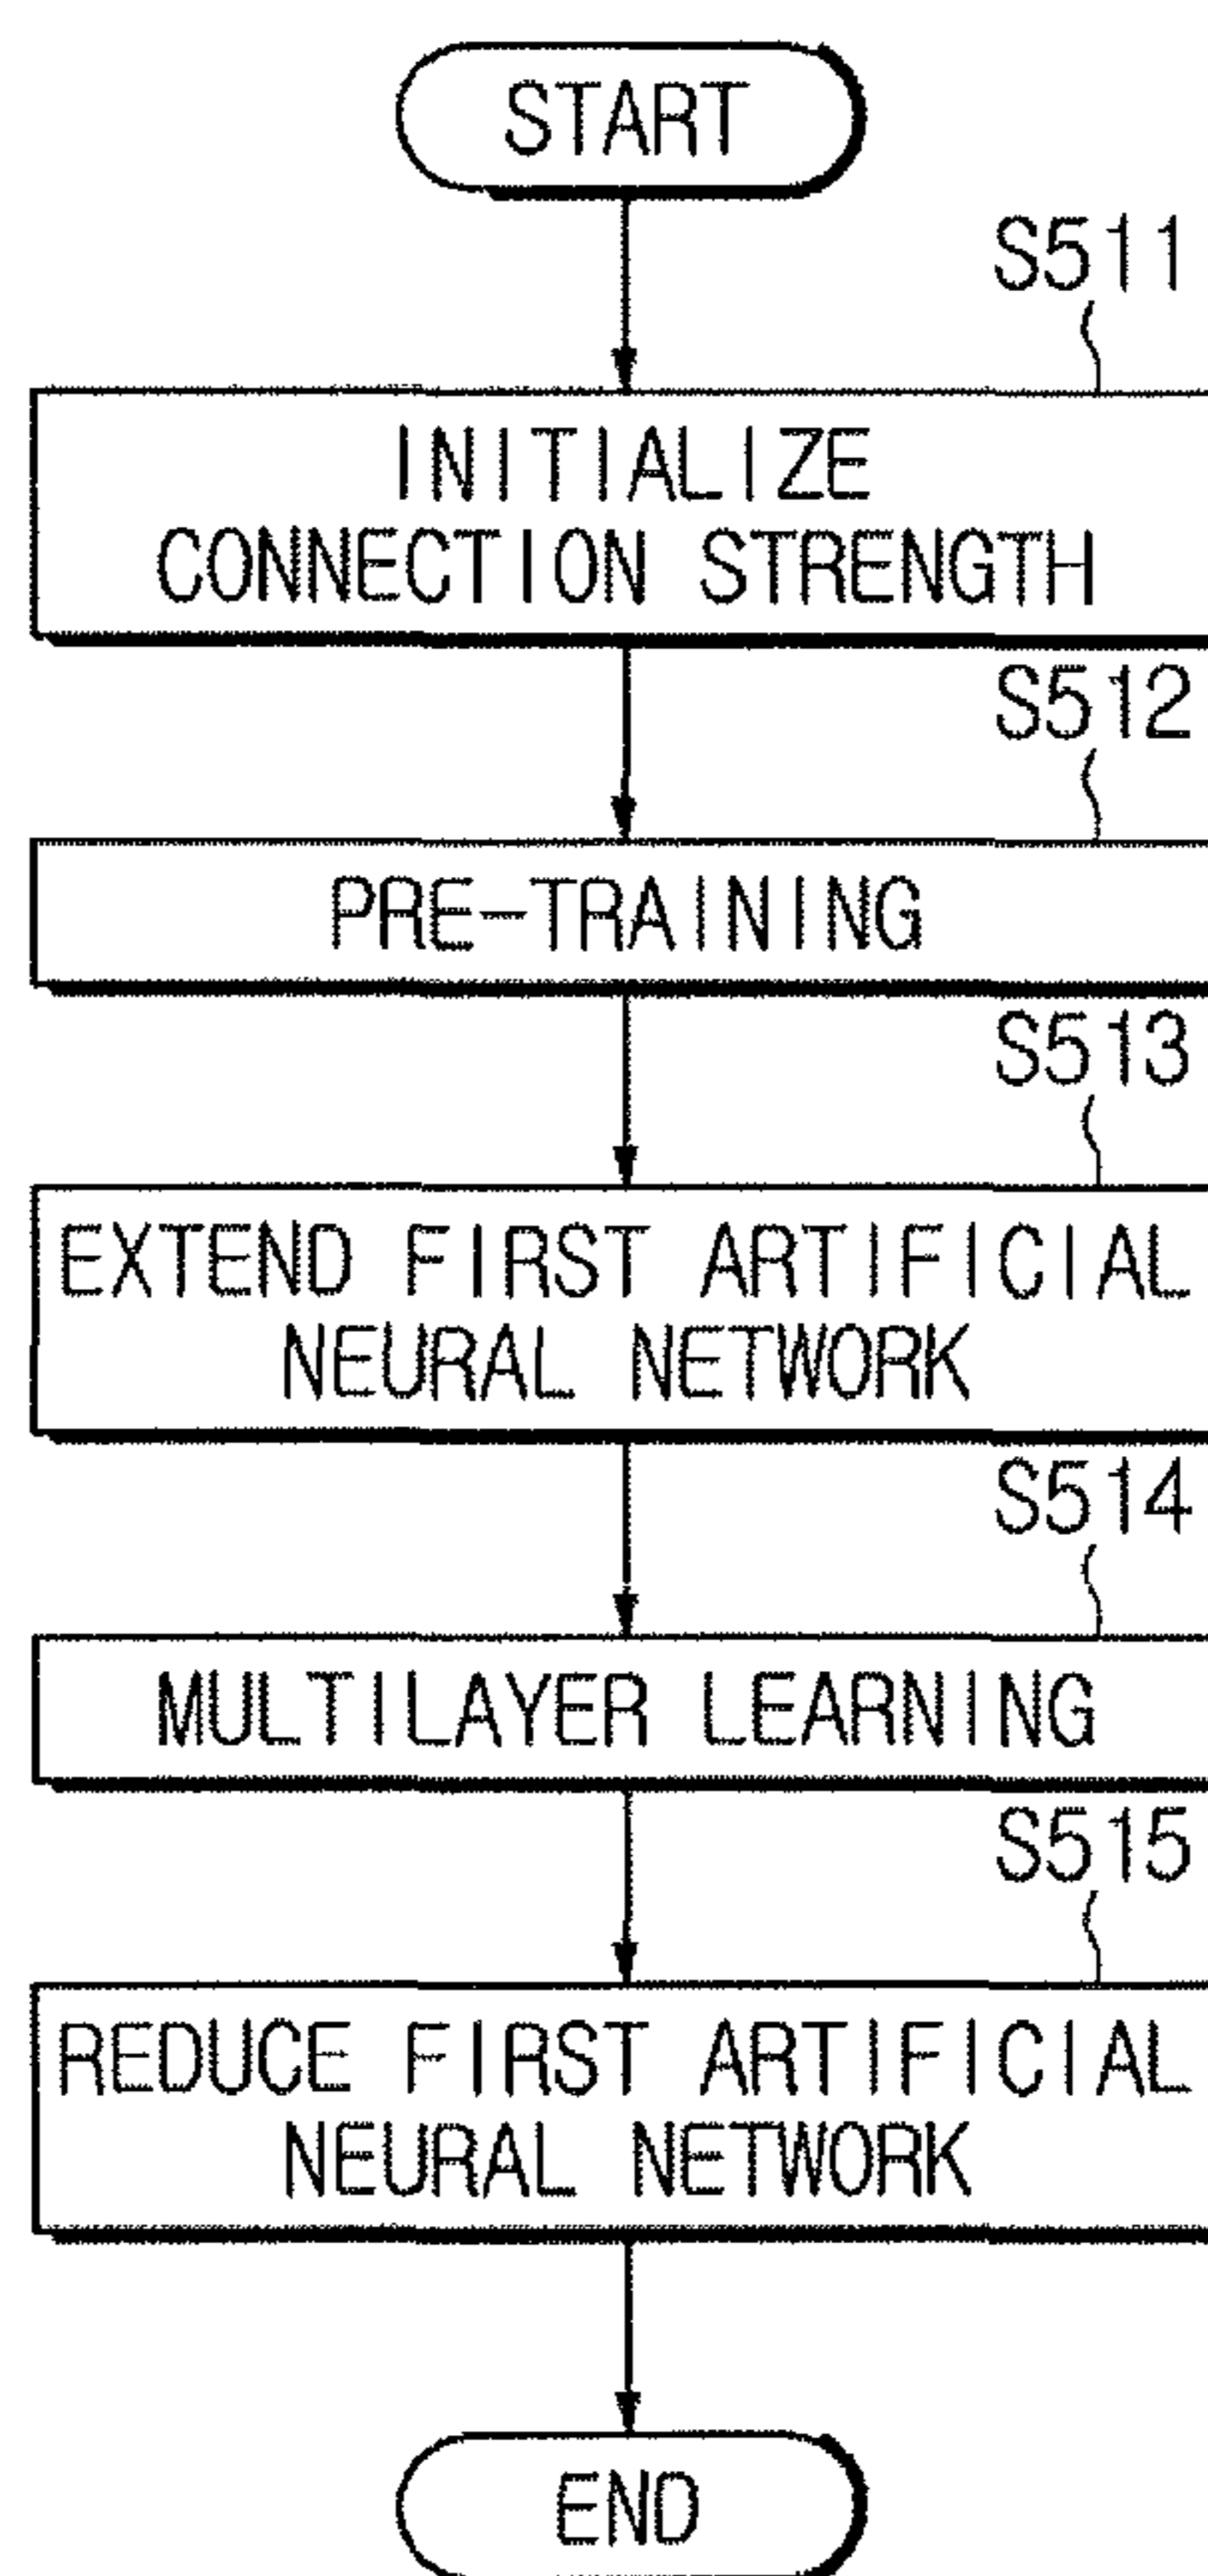 START
S511
INITIALIZE
CONNECTION STRENGTH
S512
PRE-TRAINING
S513
EXTEND FIRST ARTIFICIAL
NEURAL NETWORK
S514
MULTILAYER LEARNING
S515
REDUCE FIRST ARTIFICIAL
NEURAL NETWORK
END